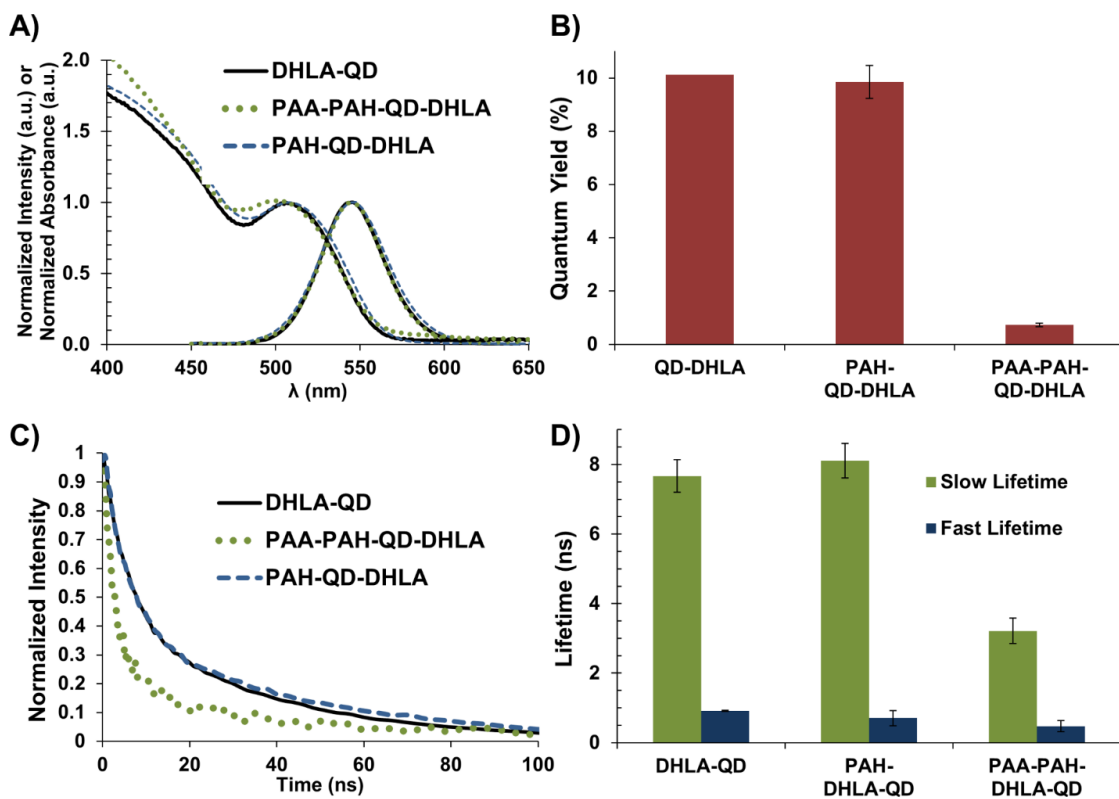 A)
Normalized Intensity (a.u.) or
Normalized Absorbance (a.u.)
2.0
1.5
1.0
0.5
0.0
400
450
500
550
600
650
λ (nm)
DHLA-QD
PAA-PAH-QD-DHLA
PAH-QD-DHLA
B)
Quantum Yield (%)
10
8
6
4
2
0
QD-DHLA
PAH-
QD-DHLA
PAA-PAH-
QD-DHLA
C)
Normalized Intensity
1
0.9
0.8
0.7
0.6
0.5
0.4
0.3
0.2
0.1
0
0
20
40
60
80
100
Time (ns)
DHLA-QD
PAA-PAH-QD-DHLA
PAH-QD-DHLA
D)
Lifetime (ns)
8
6
4
2
0
Slow Lifetime
Fast Lifetime
DHLA-QD
PAH-
DHLA-QD
PAA-PAH-
DHLA-QD